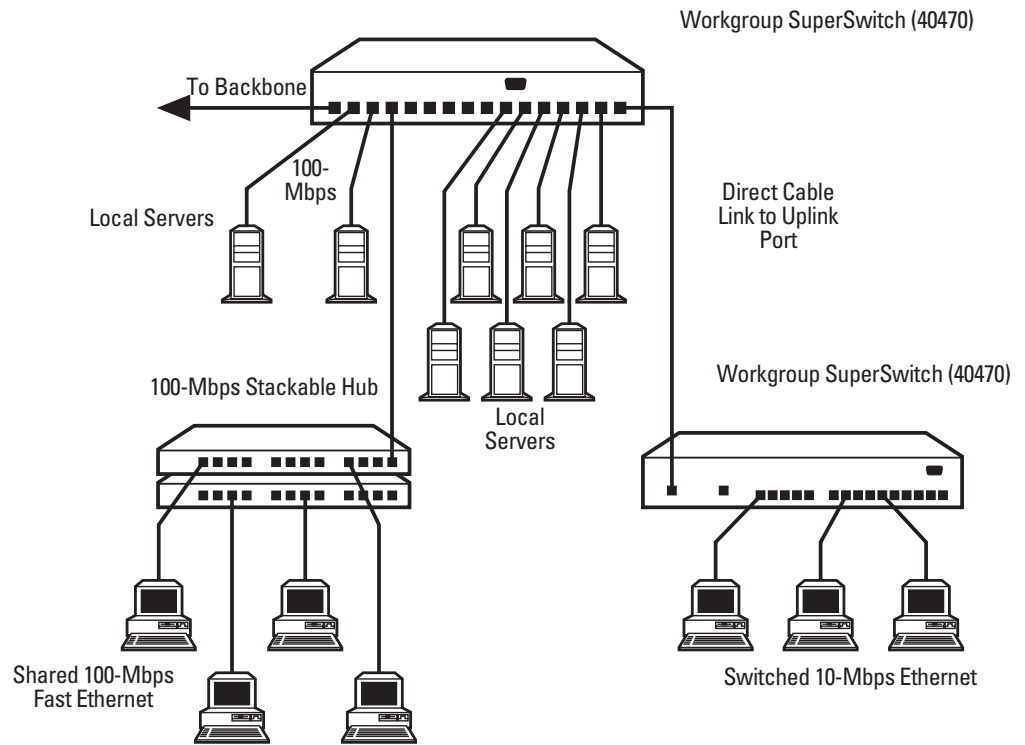 Workgroup SuperSwitch (40470)
To Backbone
100-
Mbps
Local Servers
Direct Cable
Link to Uplink
Port
100-Mbps Stackable Hub
Local
Servers
Workgroup SuperSwitch (40470)
Shared 100-Mbps
Fast Ethernet
Switched 10-Mbps Ethernet